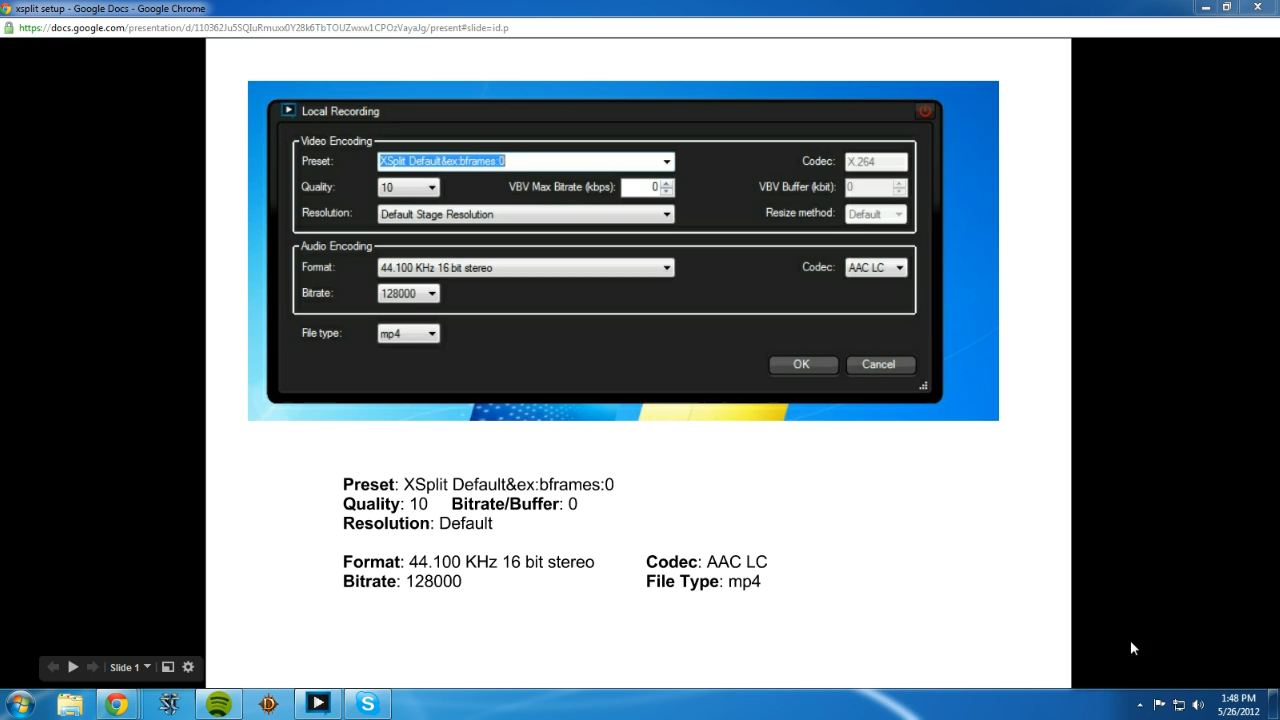 xsplit setup - Google Docs - Google Chrome
https://docs.google.com/presentation/d/110362Ju5SQIuRmuxx0Y28k6TbTOUZwxw1CPOzVayaJg/present#slide=id.p
Local Recording
Video Encoding
Preset: XSplit Default&ex:bframes:0 Codec: X.264
Quality: 10 VBV Max Bitrate (kbps): 0 VBV Buffer (kbit): 0
Resolution: Default Stage Resolution Resize method: Default
Audio Encoding
Format: 44.100 KHz 16 bit stereo Codec: AAC LC
Bitrate: 128000
File type: mp4
OK Cancel
Preset: XSplit Default&ex:bframes:0
Quality: 10 Bitrate/Buffer: 0
Resolution: Default
Format: 44.100 KHz 16 bit stereo Codec: AAC LC
Bitrate: 128000 File Type: mp4
Slide 1
1:48 PM
5/26/2012